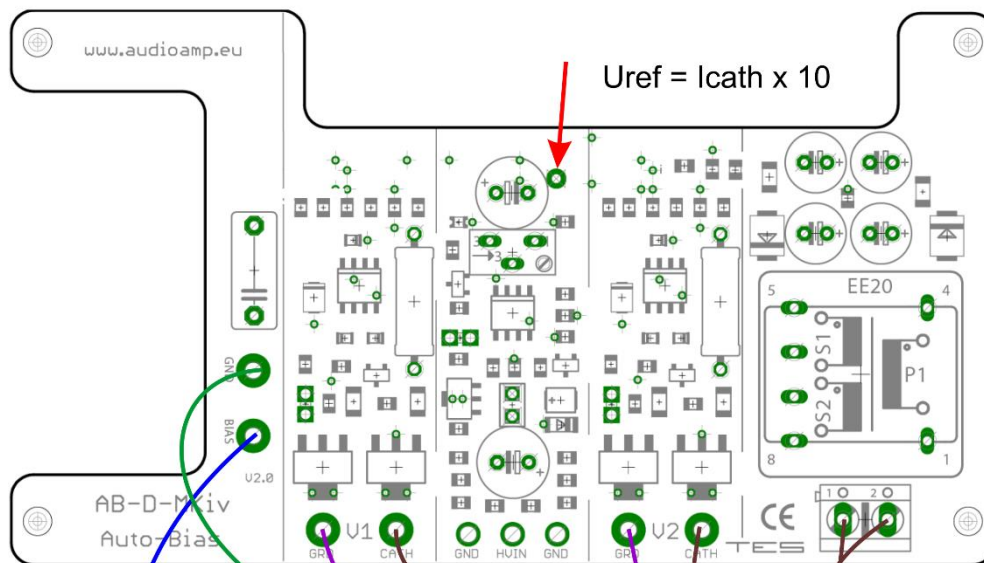 www.audioamp.eu
Uref = Icath x 10
1
3
EE20
5
4
S1
P1
S2
8
1
GND
BIAS
V2.0
AB-D-MKiv
Auto-Bias
V1
GRD
CATH
GND
HVIN
GND
V2
GRD
CATH
CE
TES
1
2